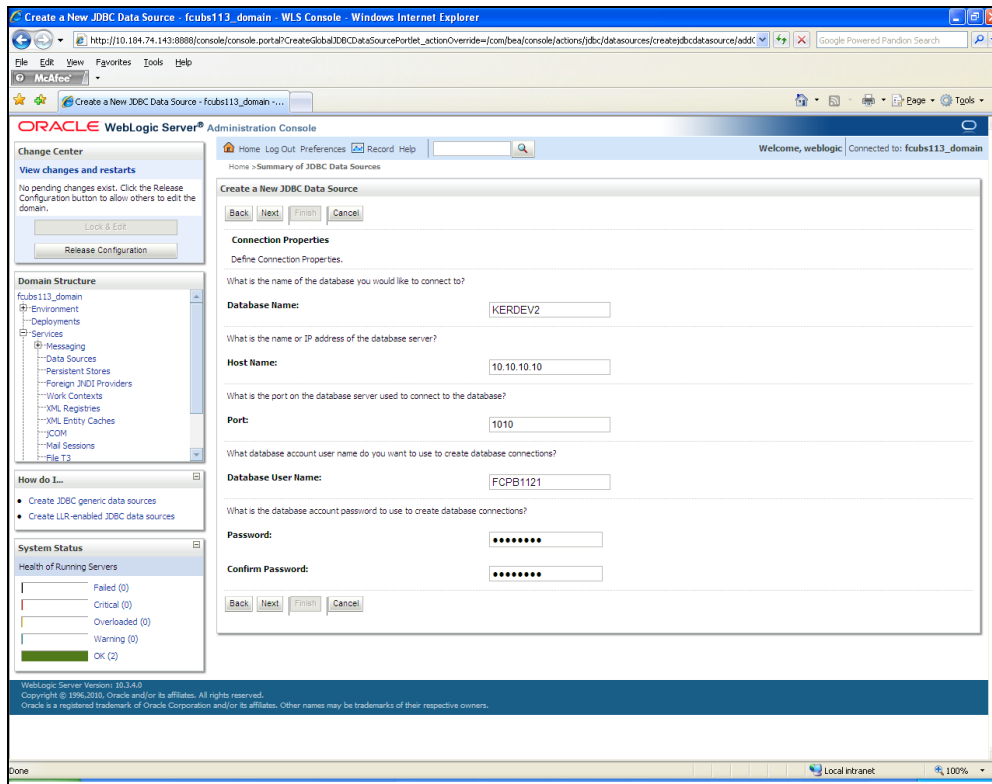 Create a New JDBC Data Source - fcubs113_domain - WLS Console - Windows Internet Explorer
http://10.184.74.143:8888/console/console.portal?CreateGlobalJDBCDataSourcePortlet_actionOverride=/com/bea/console/actions/jdbc/datasources/createjdbcdatasource/addC
Google Powered Pandion Search
File Edit View Favorites Tools Help
McAfee
Create a New JDBC Data Source - fcubs113_domain -...
Page Tools
ORACLE WebLogic Server® Administration Console
Change Center
View changes and restarts
No pending changes exist. Click the Release
Configuration button to allow others to edit the
domain.
Lock & Edit
Release Configuration
Domain Structure
fcubs113_domain
Environment
Deployments
Services
Messaging
Data Sources
Persistent Stores
Foreign JNDI Providers
Work Contexts
XML Registries
XML Entity Caches
jCOM
Mail Sessions
File T3
How do I...
Create JDBC generic data sources
Create LLR-enabled JDBC data sources
System Status
Health of Running Servers
Failed (0)
Critical (0)
Overloaded (0)
Warning (0)
OK (2)
Home Log Out Preferences Record Help
Welcome, weblogic Connected to: fcubs113_domain
Home >Summary of JDBC Data Sources
Create a New JDBC Data Source
Back Next Finish Cancel
Connection Properties
Define Connection Properties.
What is the name of the database you would like to connect to?
Database Name: KERDEV2
What is the name or IP address of the database server?
Host Name: 10.10.10.10
What is the port on the database server used to connect to the database?
Port: 1010
What database account user name do you want to use to create database connections?
Database User Name: FCPB1121
What is the database account password to use to create database connections?
Password: ●●●●●●●●
Confirm Password: ●●●●●●●●
Back Next Finish Cancel
WebLogic Server Version: 10.3.4.0
Copyright © 1996,2010, Oracle and/or its affiliates. All rights reserved.
Oracle is a registered trademark of Oracle Corporation and/or its affiliates. Other names may be trademarks of their respective owners.
Done
Local intranet
100%